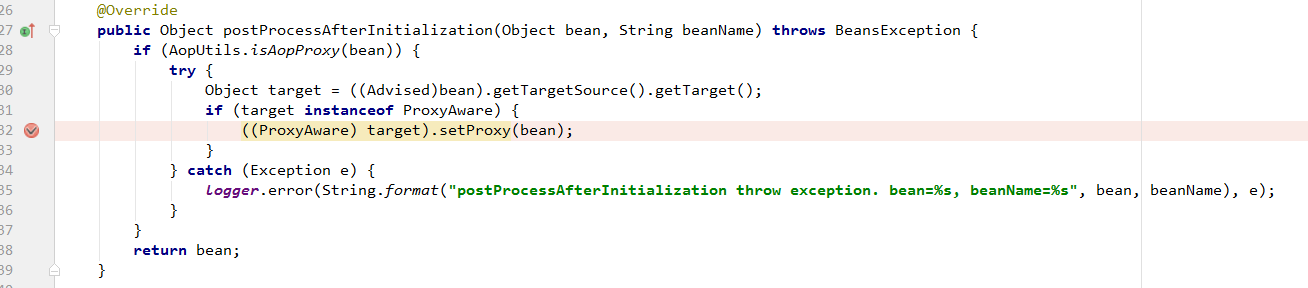 26 @Override
27 public Object postProcessAfterInitialization(Object bean, String beanName) throws BeansException {
28 if (AopUtils.isAopProxy(bean)) {
29 try {
30 Object target = ((Advised)bean).getTargetSource().getTarget();
31 if (target instanceof ProxyAware) {
32 ((ProxyAware) target).setProxy(bean);
33 }
34 } catch (Exception e) {
35 logger.error(String.format("postProcessAfterInitialization throw exception. bean=%s, beanName=%s", bean, beanName), e);
36 }
37 }
38 return bean;
39 }